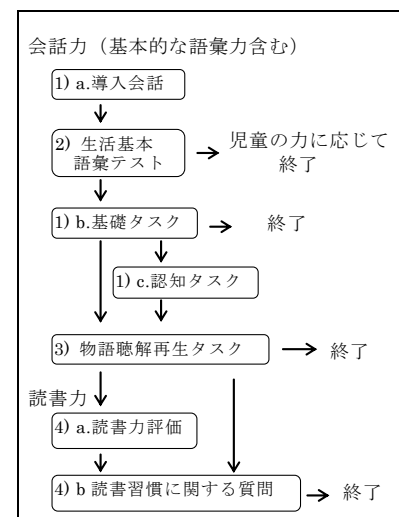 会話力（基本的な語彙力含む）
1) a.導入会話
2) 生活基本
語彙テスト
児童の力に応じて
終了
1) b.基礎タスク
終了
1) c.認知タスク
3) 物語聴解再生タスク
終了
読書力
4) a.読書力評価
4) b 読書習慣に関する質問
終了